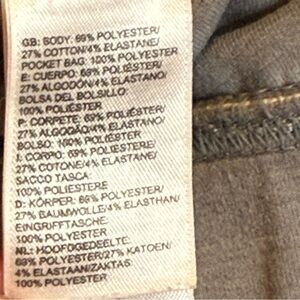 GB: BODY: 69% POLYESTER/
27% COTTON/4% ELASTANE/
POCKET BAG: 100% POLYESTER
E: CUERPO: 69% POLIÉSTER/
27% ALGODÓN/4% ELASTANO/
BOLSA DEL BOLSILLO:
100% POLIÉSTER
P: CORPETE: 69% POLIÉSTER/
27% ALGODÃO/4% ELASTANO/
BOLSO: 100% POLIÉSTER
I: CORPO: 69% POLIESTERE/
27% COTONE/4% ELASTANE/
SACCO TASCA:
100% POLIESTERE
D: KÖRPER: 69% POLYESTER/
27% BAUMWOLLE/4% ELASTHAN/
EINGRIFFTASCHE:
100% POLYESTER
NL: HOOFDGEDEELTE:
69% POLYESTER/27% KATOEN/
4% ELASTAAN/ZAKTAS:
100% POLYESTER